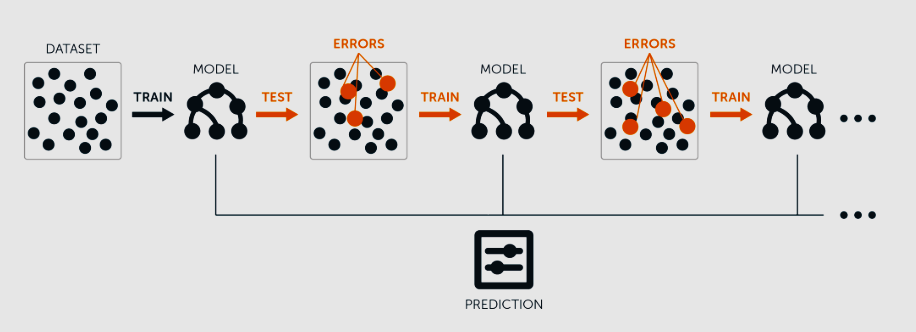 DATASET
TRAIN
MODEL
TEST
ERRORS
TRAIN
MODEL
TEST
ERRORS
TRAIN
MODEL
PREDICTION